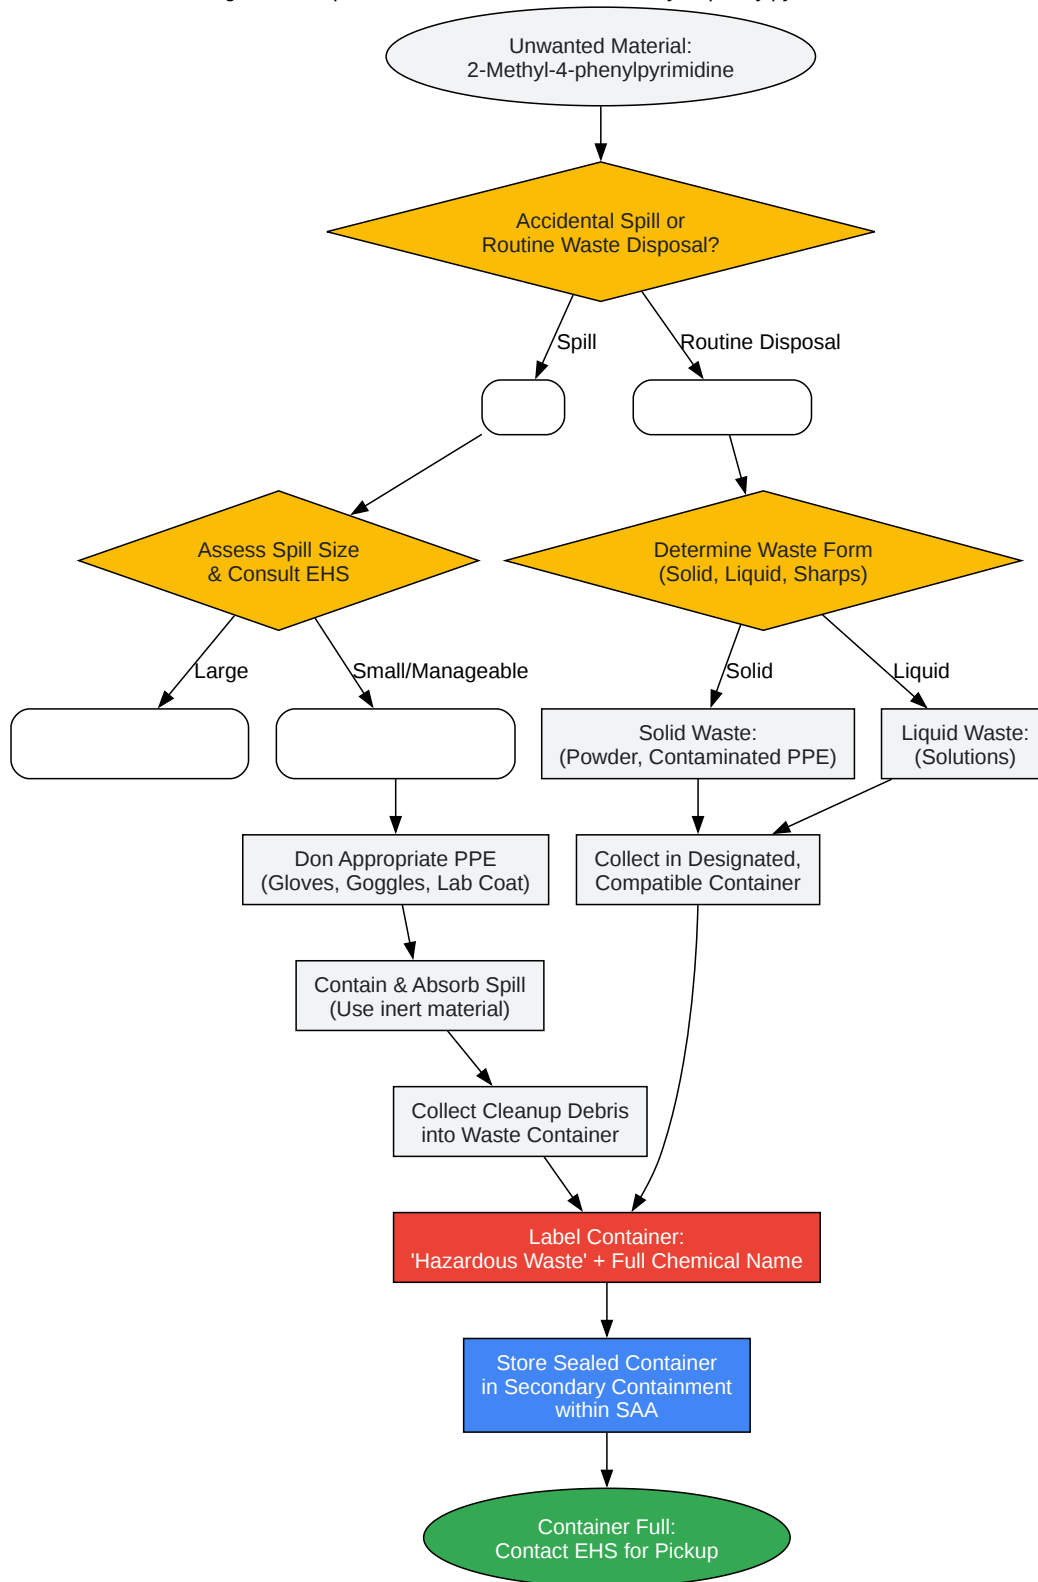 Unwanted Material:
2-Methyl-4-phenylpyrimidine
Accidental Spill or
Routine Waste Disposal?
Spill
Routine Disposal
Assess Spill Size
& Consult EHS
Determine Waste Form
(Solid, Liquid, Sharps)
Large
Small/Manageable
Solid
Liquid
Solid Waste:
(Powder, Contaminated PPE)
Liquid Waste:
(Solutions)
Don Appropriate PPE
(Gloves, Goggles, Lab Coat)
Collect in Designated,
Compatible Container
Contain & Absorb Spill
(Use inert material)
Collect Cleanup Debris
into Waste Container
Label Container:
'Hazardous Waste' + Full Chemical Name
Store Sealed Container
in Secondary Containment
within SAA
Container Full:
Contact EHS for Pickup